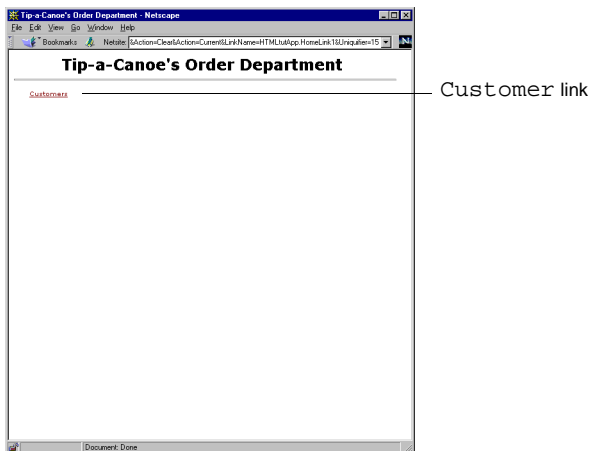 Tip-a-Canoe's Order Department - Netscape
File Edit View Go Window Help
Bookmarks Netsite: &Action=Clear&Action=Current&LinkName=HTMLtutApp.HomeLink1&Uniquifier=15
Tip-a-Canoe's Order Department
Customers
Customer link
Document: Done